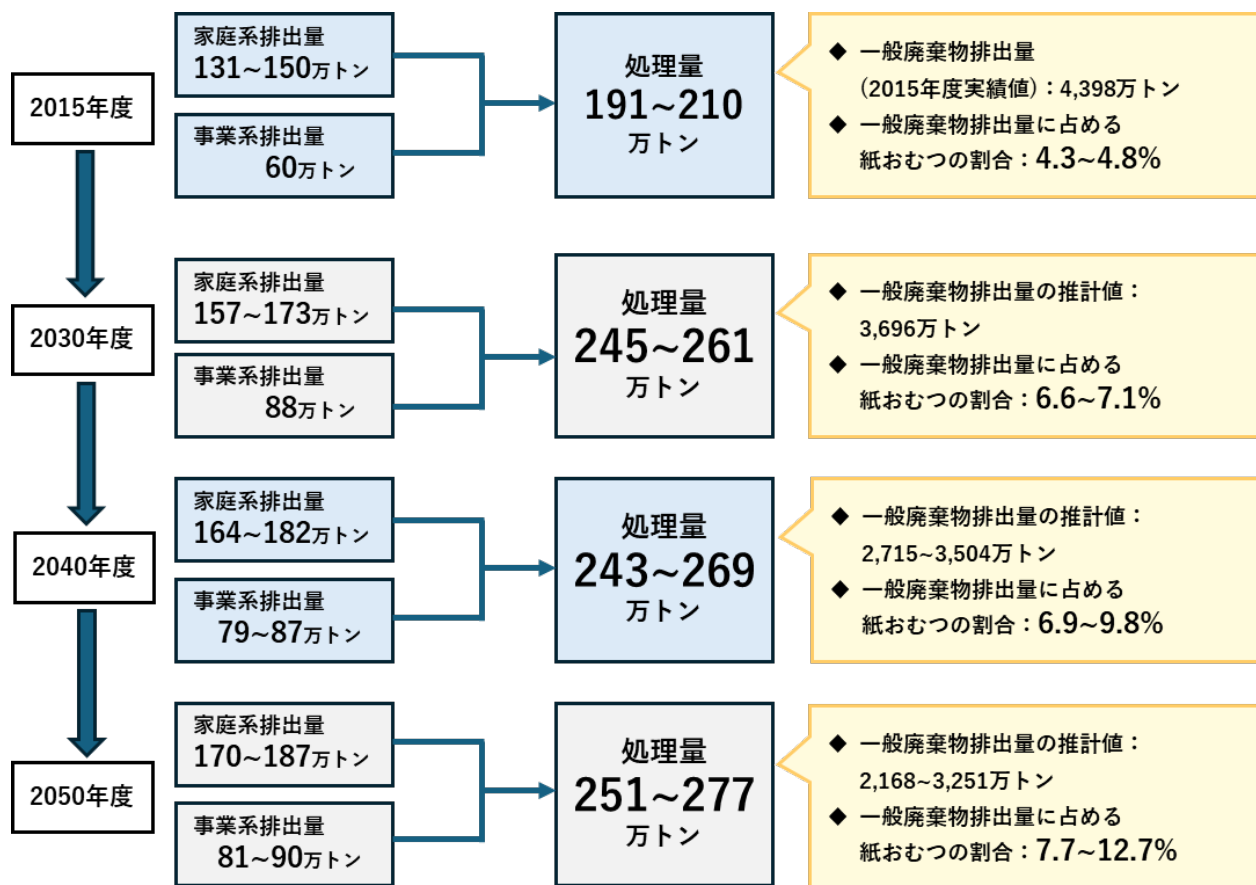 2015年度
家庭系排出量
131~150万トン
事業系排出量
60万トン
処理量
191~210
万トン
◆ 一般廃棄物排出量
(2015年度実績値)：4,398万トン
◆ 一般廃棄物排出量に占める
紙おむつの割合：4.3~4.8%
2030年度
家庭系排出量
157~173万トン
事業系排出量
88万トン
処理量
245~261
万トン
◆ 一般廃棄物排出量の推計値：
3,696万トン
◆ 一般廃棄物排出量に占める
紙おむつの割合：6.6~7.1%
2040年度
家庭系排出量
164~182万トン
事業系排出量
79~87万トン
処理量
243~269
万トン
◆ 一般廃棄物排出量の推計値：
2,715~3,504万トン
◆ 一般廃棄物排出量に占める
紙おむつの割合：6.9~9.8%
2050年度
家庭系排出量
170~187万トン
事業系排出量
81~90万トン
処理量
251~277
万トン
◆ 一般廃棄物排出量の推計値：
2,168~3,251万トン
◆ 一般廃棄物排出量に占める
紙おむつの割合：7.7~12.7%